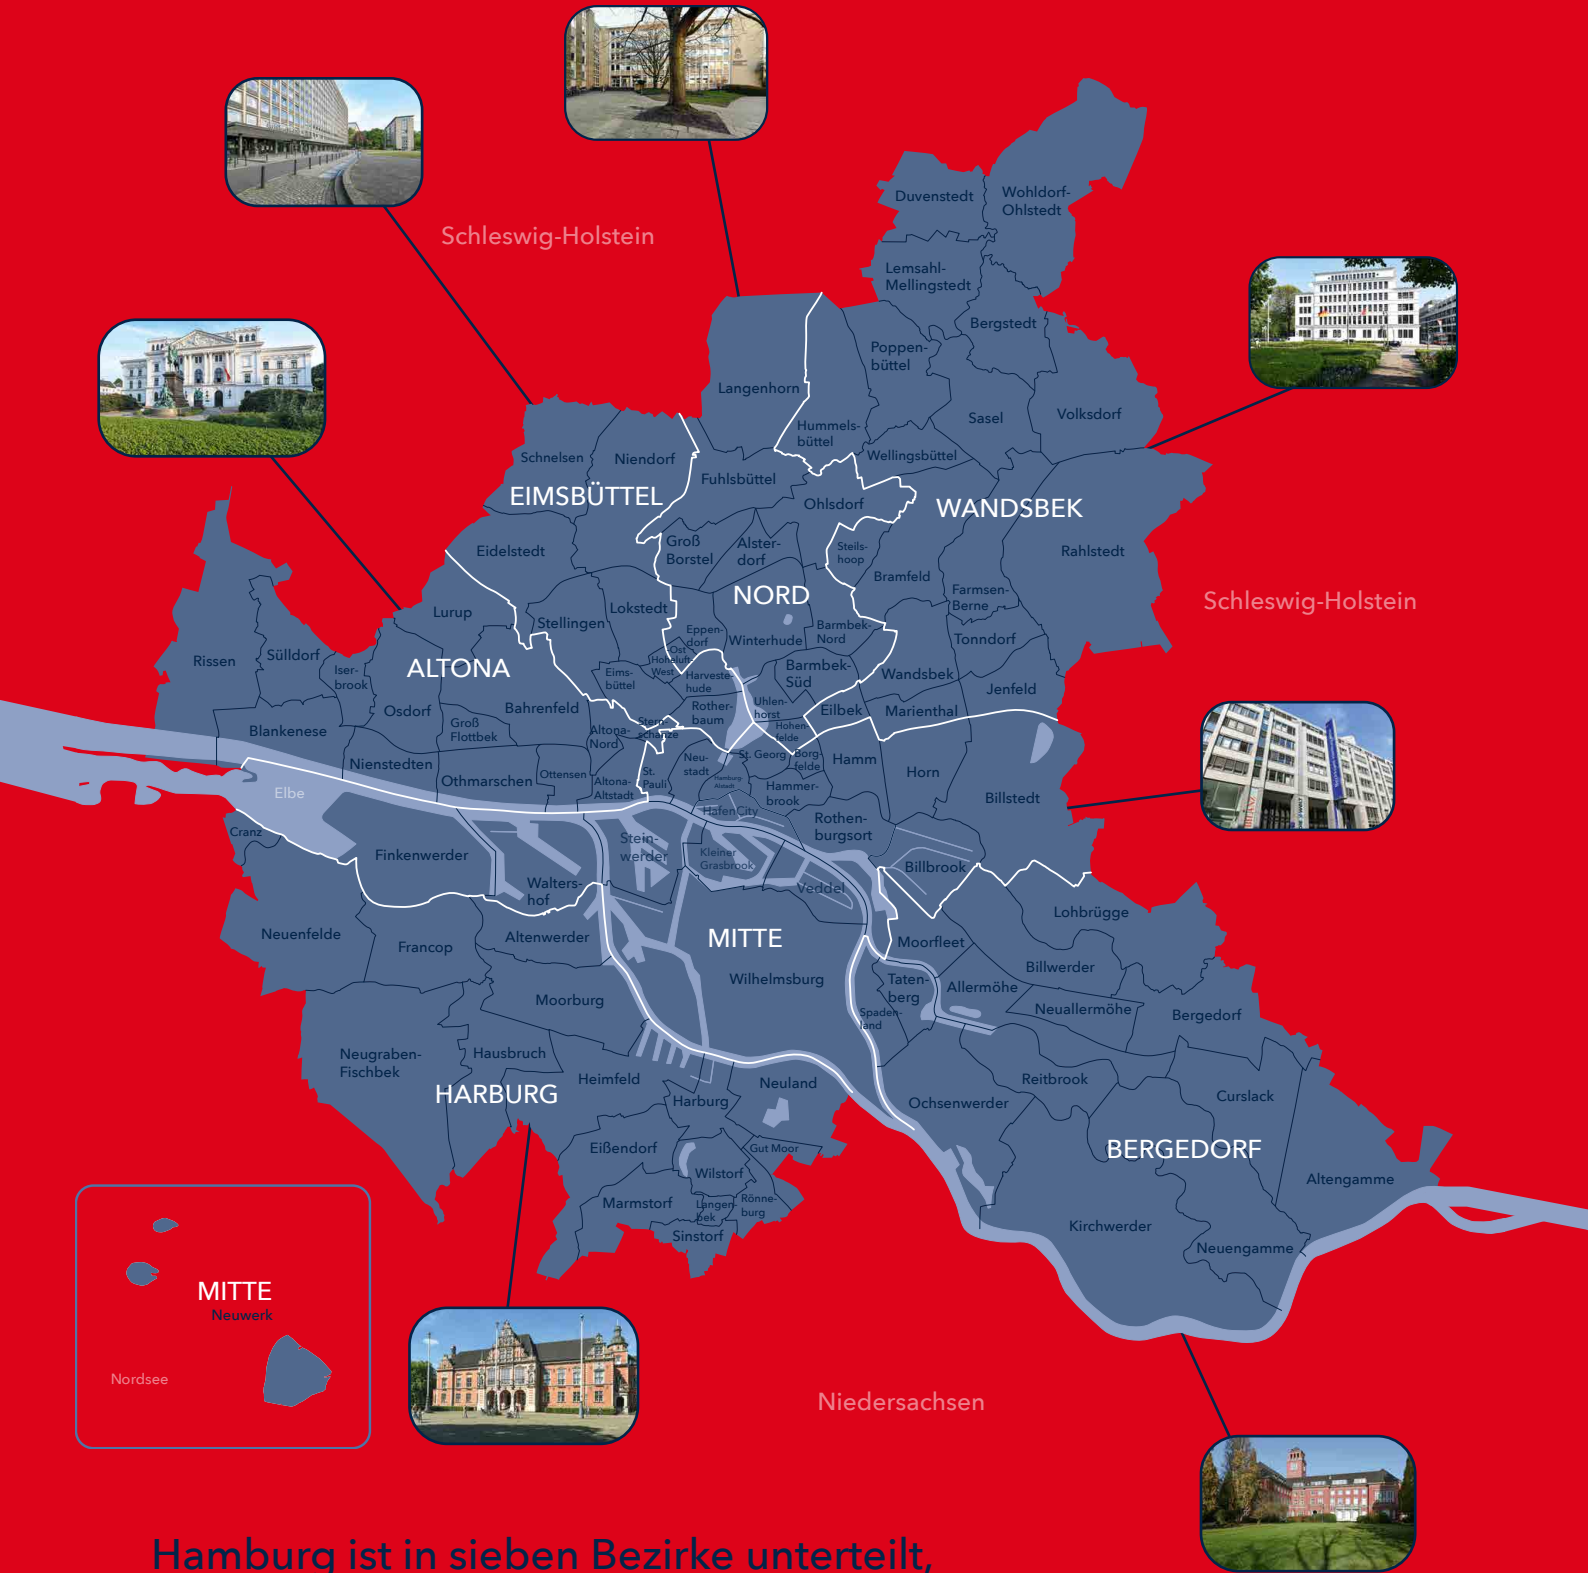 Schleswig-Holstein
Duvenstedt
Wohldorf-
Ohlstedt
Lemsahl-
Mellingstedt
Bergstedt
Poppen-
büttel
Langenhorn
Hummels-
büttel
Sasel
Volksdorf
Wellingsbüttel
Schnelsen
Niendorf
Fuhlsbüttel
EIMSBÜTTEL
Ohlsdorf
WANDSBEK
Eidelstedt
Groß
Borstel
Alster-
dorf
Steils-
hoop
Rahlstedt
Bramfeld
Farmsen-
Berne
Schleswig-Holstein
NORD
Lurup
Stellingen
Lokstedt
Eppen-
dorf
Winterhude
Barmbek-
Nord
Tonndorf
Rissen
Sülldorf
Iser-
brook
ALTONA
Eims-
büttel
Ost
Hoheluft-
West
Harveste-
hude
Barmbek-
Süd
Wandsbek
Jenfeld
Osdorf
Groß
Flottbek
Bahrenfeld
Rother-
baum
Uhlen-
horst
Eilbek
Marienthal
Blankenese
Altona-
Nord
Stern-
schanze
Hohen-
felde
Nienstedten
Othmarschen
Ottensen
Altona-
Altstadt
St.
Pauli
Neu-
stadt
St. Georg
Borg-
felde
Hamm
Horn
Hamburg-
Altstadt
Hammer-
brook
Billstedt
Elbe
HafenCity
Rothen-
burgsort
Cranz
Finkenwerder
Stein-
werder
Kleiner
Grasbrook
Billbrook
Walters-
hof
Veddel
Lohbrügge
Neuenfelde
Francop
Altenwerder
MITTE
Moorfleet
Billwerder
Wilhelmsburg
Taten-
berg
Allermöhe
Moorburg
Spaden-
land
Neuallermöhe
Bergedorf
Neugraben-
Fischbek
Hausbruch
Heimfeld
Neuland
Reitbrook
HARBURG
Harburg
Ochsenwerder
Curslack
Eißendorf
Gut Moor
BERGEDORF
Wilstorf
Altengamme
Marmstorf
Langen-
bek
Rönne-
burg
Sinstorf
Kirchwerder
Neuengamme
MITTE
Neuwerk
Nordsee
Niedersachsen
Hamburg ist in sieben Bezirke unterteilt,